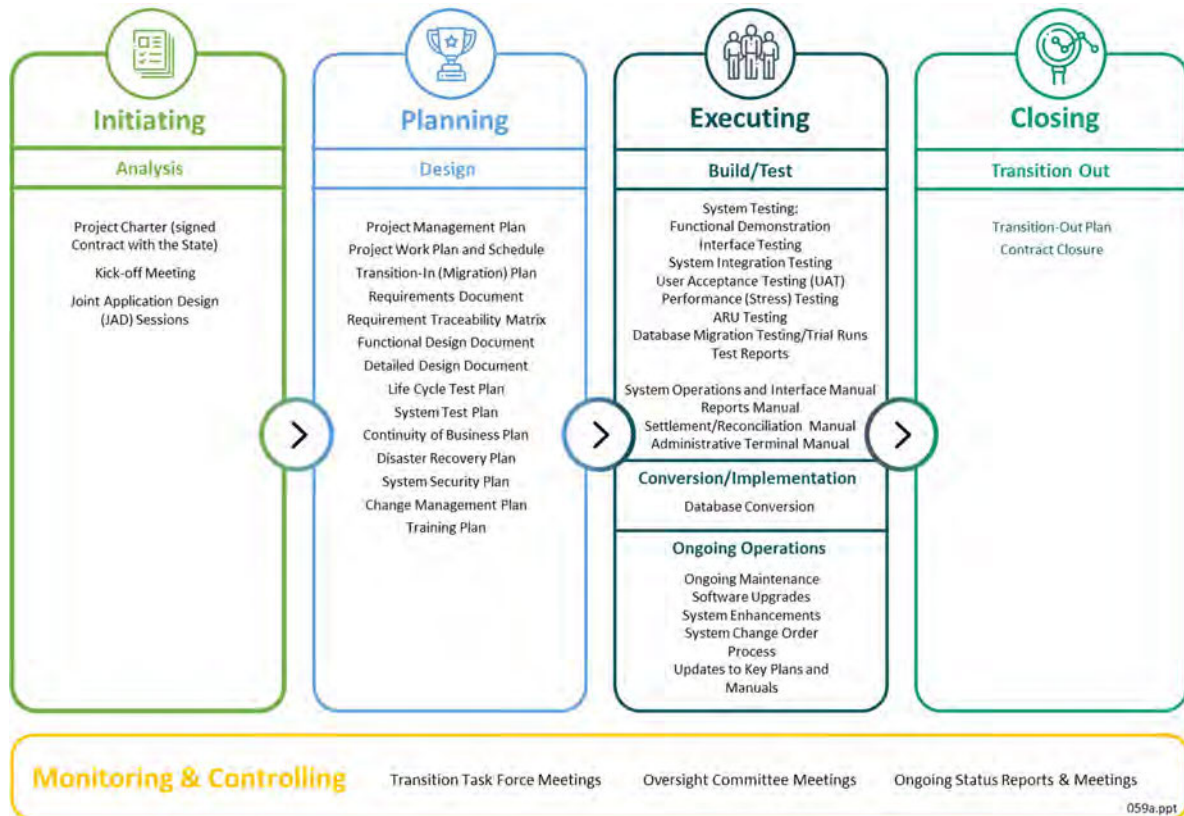 Initiating
Analysis
Project Charter (signed
Contract with the State)
Kick-off Meeting
Joint Application Design
(JAD) Sessions
Planning
Design
Project Management Plan
Project Work Plan and Schedule
Transition-In (Migration) Plan
Requirements Document
Requirement Traceability Matrix
Functional Design Document
Detailed Design Document
Life Cycle Test Plan
System Test Plan
Continuity of Business Plan
Disaster Recovery Plan
System Security Plan
Change Management Plan
Training Plan
Executing
Build/Test
System Testing:
Functional Demonstration
Interface Testing
System Integration Testing
User Acceptance Testing (UAT)
Performance (Stress) Testing
ARU Testing
Database Migration Testing/Trial Runs
Test Reports
System Operations and Interface Manual
Reports Manual
Settlement/Reconciliation Manual
Administrative Terminal Manual
Conversion/Implementation
Database Conversion
Ongoing Operations
Ongoing Maintenance
Software Upgrades
System Enhancements
System Change Order
Process
Updates to Key Plans and
Manuals
Closing
Transition Out
Transition-Out Plan
Contract Closure
Monitoring & Controlling
Transition Task Force Meetings
Oversight Committee Meetings
Ongoing Status Reports & Meetings
059a.ppt